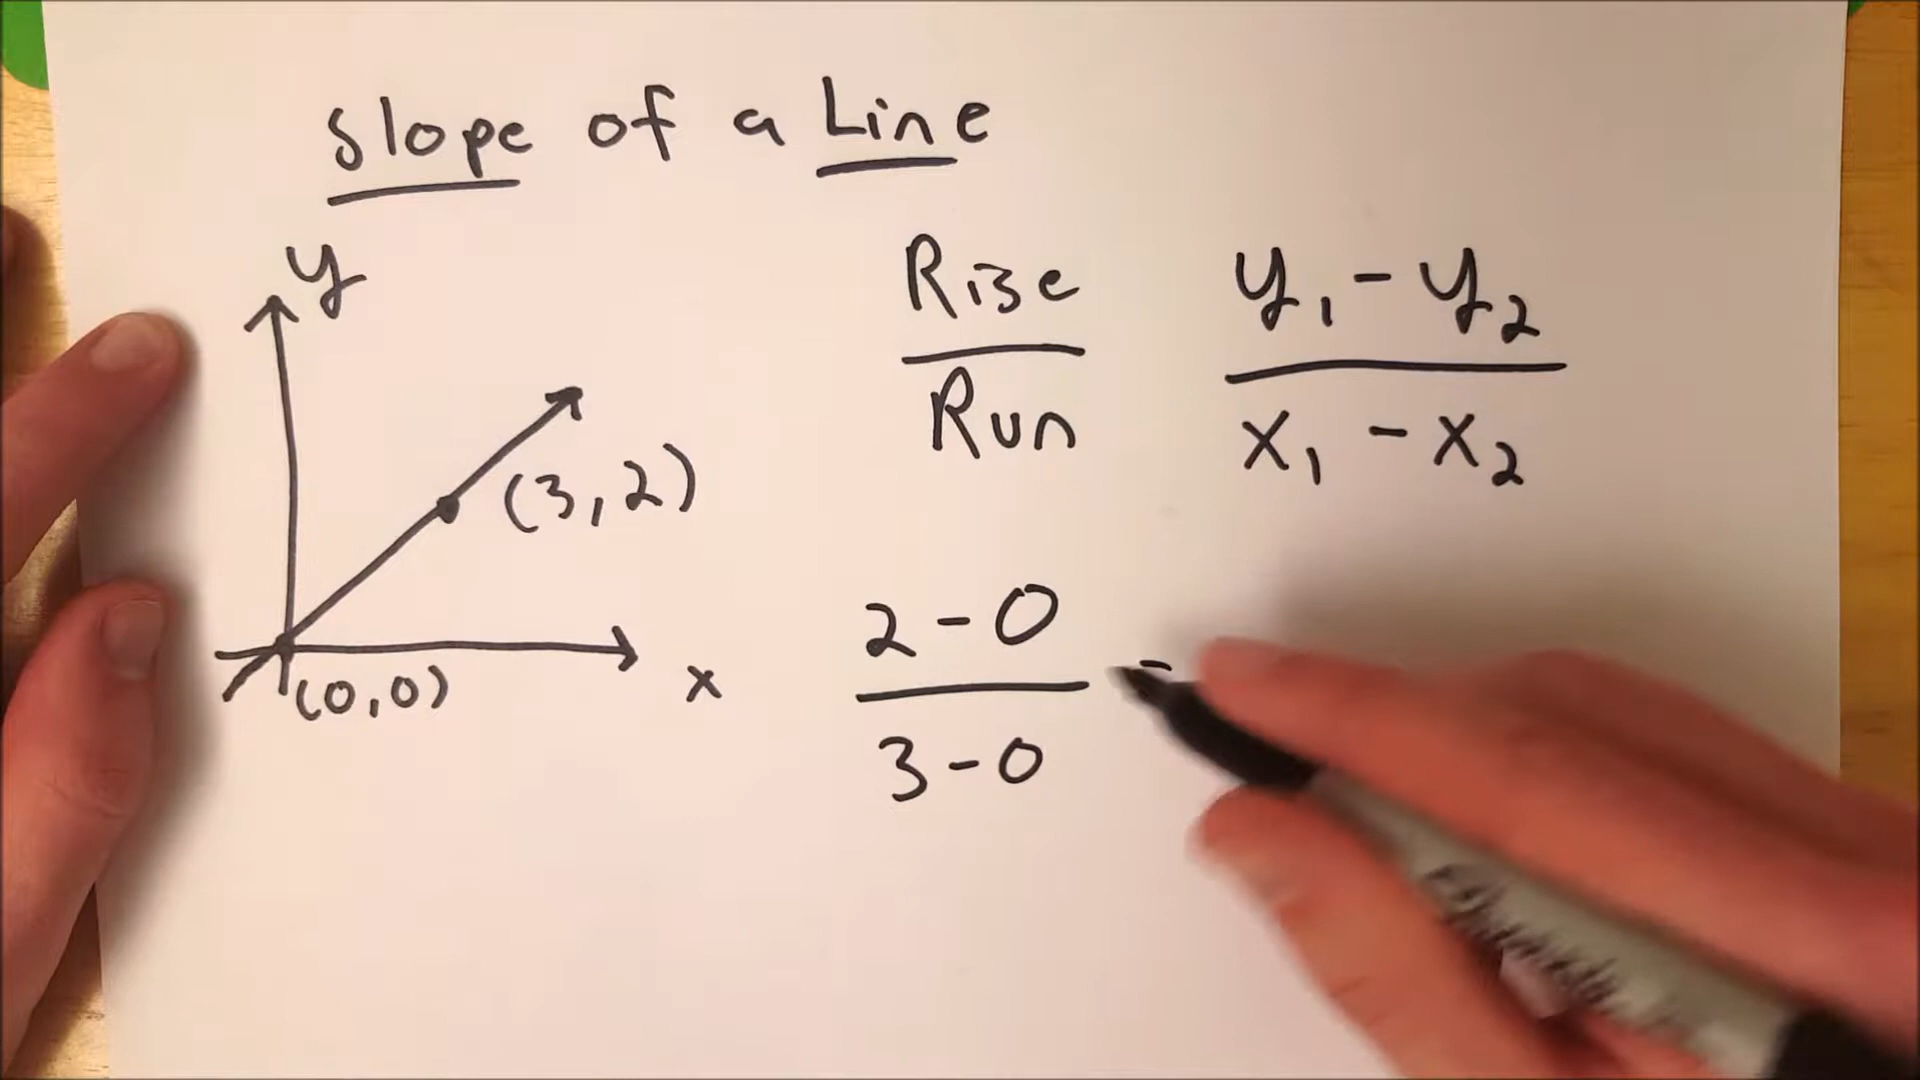 Slope of a Line
y
Rise
Run
y₁ - y₂
x₁ - x₂
(3,2)
(0,0)
x
2 - 0
3 - 0
=